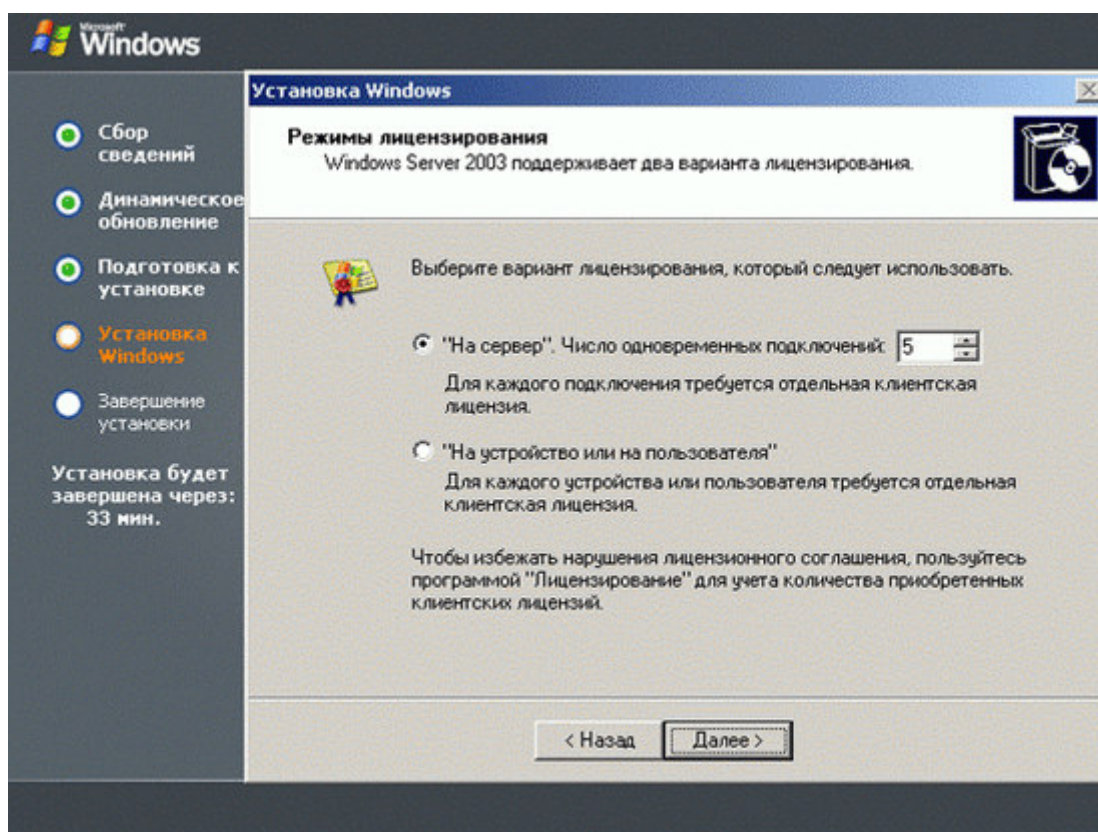 Microsoft
Windows
Установка Windows
Сбор
сведений
Динамическое
обновление
Подготовка к
установке
Установка
Windows
Завершение
установки
Установка будет
завершена через:
33 мин.
Режимы лицензирования
Windows Server 2003 поддерживает два варианта лицензирования.
Выберите вариант лицензирования, который следует использовать.
"На сервер". Число одновременных подключений: 5
Для каждого подключения требуется отдельная клиентская
лицензия.
"На устройство или на пользователя"
Для каждого устройства или пользователя требуется отдельная
клиентская лицензия.
Чтобы избежать нарушения лицензионного соглашения, пользуйтесь
программой "Лицензирование" для учета количества приобретенных
клиентских лицензий.
< Назад
Далее >